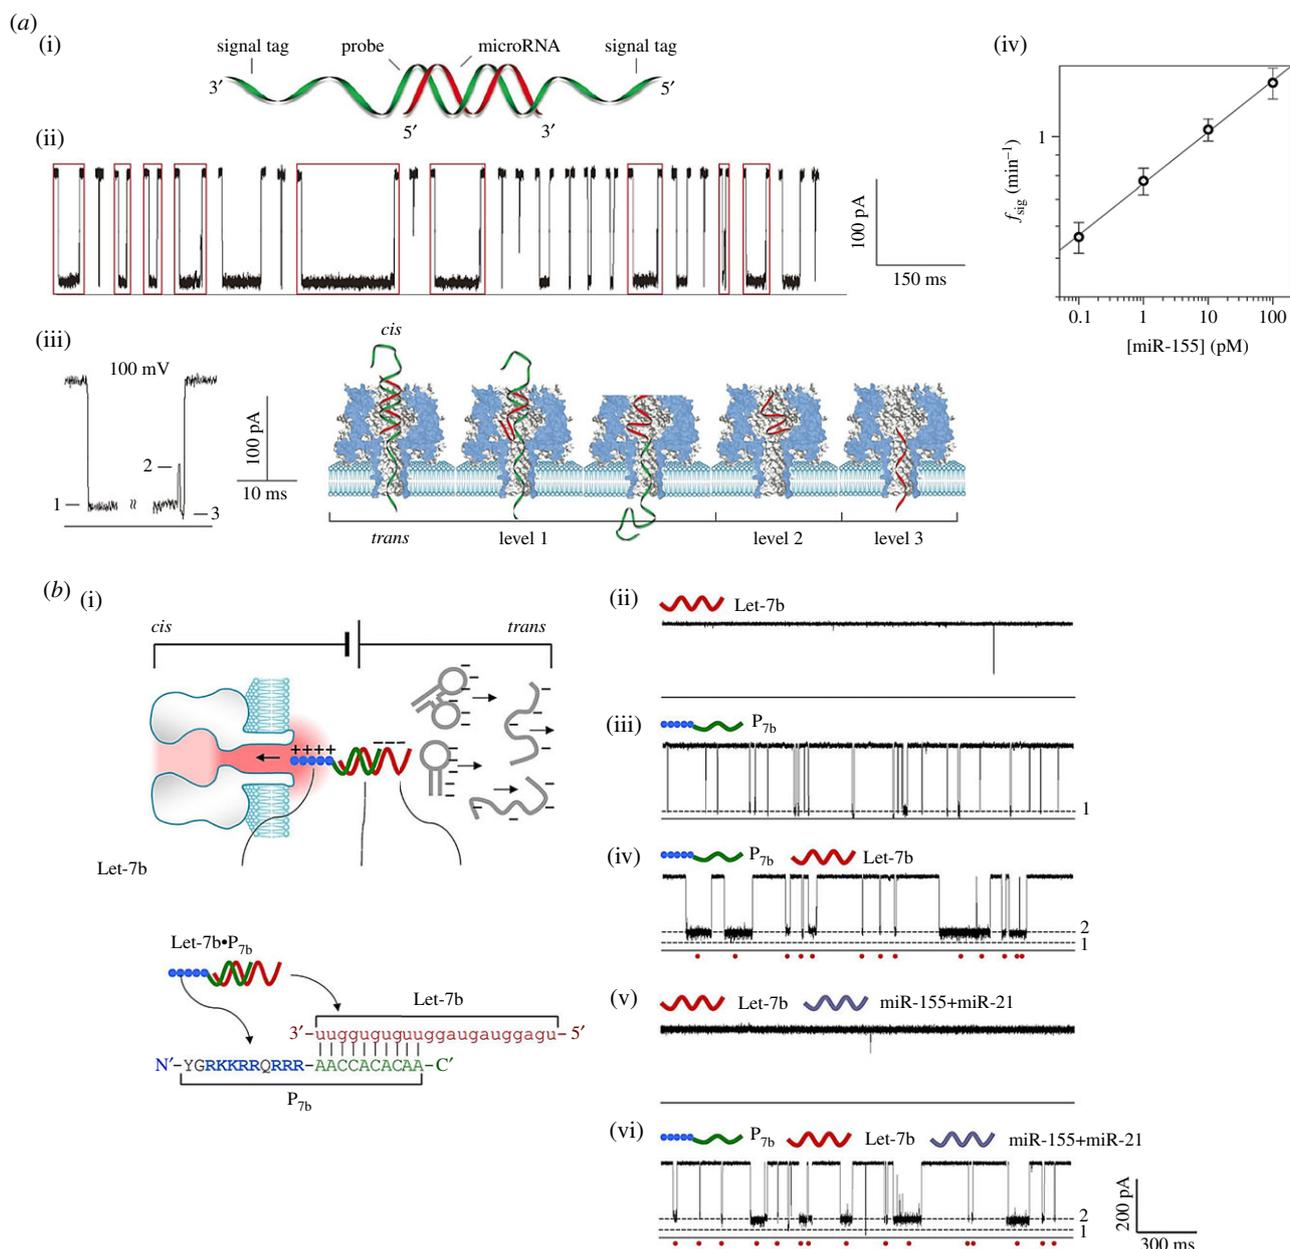 (a)
(i)
signal tag
probe
microRNA
signal tag
3′
5′
5′
3′
(ii)
100 pA
150 ms
(iii)
100 mV
1
2
3
100 pA
10 ms
cis
trans
level 1
level 2
level 3
(iv)
1
fsig (min−1)
0.1 1 10 100
[miR-155] (pM)
(b)
(i)
cis
trans
++++
−−−
Let-7b
Let-7b•P7b
Let-7b
3′–uugguguguuggaugauggagu–5′
N′–YGRKKRRQRRR–AACCACACAA–C′
P7b
(ii)
Let-7b
(iii)
P7b
1
(iv)
P7b
Let-7b
2
1
(v)
Let-7b
miR-155+miR-21
(vi)
P7b
Let-7b
miR-155+miR-21
2
1
200 pA
300 ms